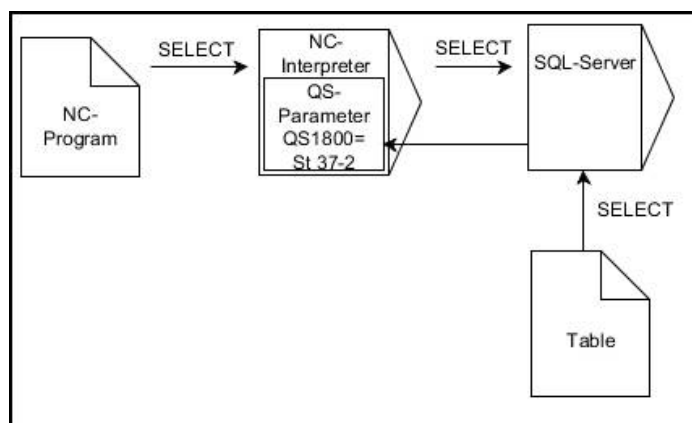 SELECT
NC-
Program
NC-
Interpreter
QS-
Parameter
QS1800=
St 37-2
SELECT
SQL-Server
SELECT
Table